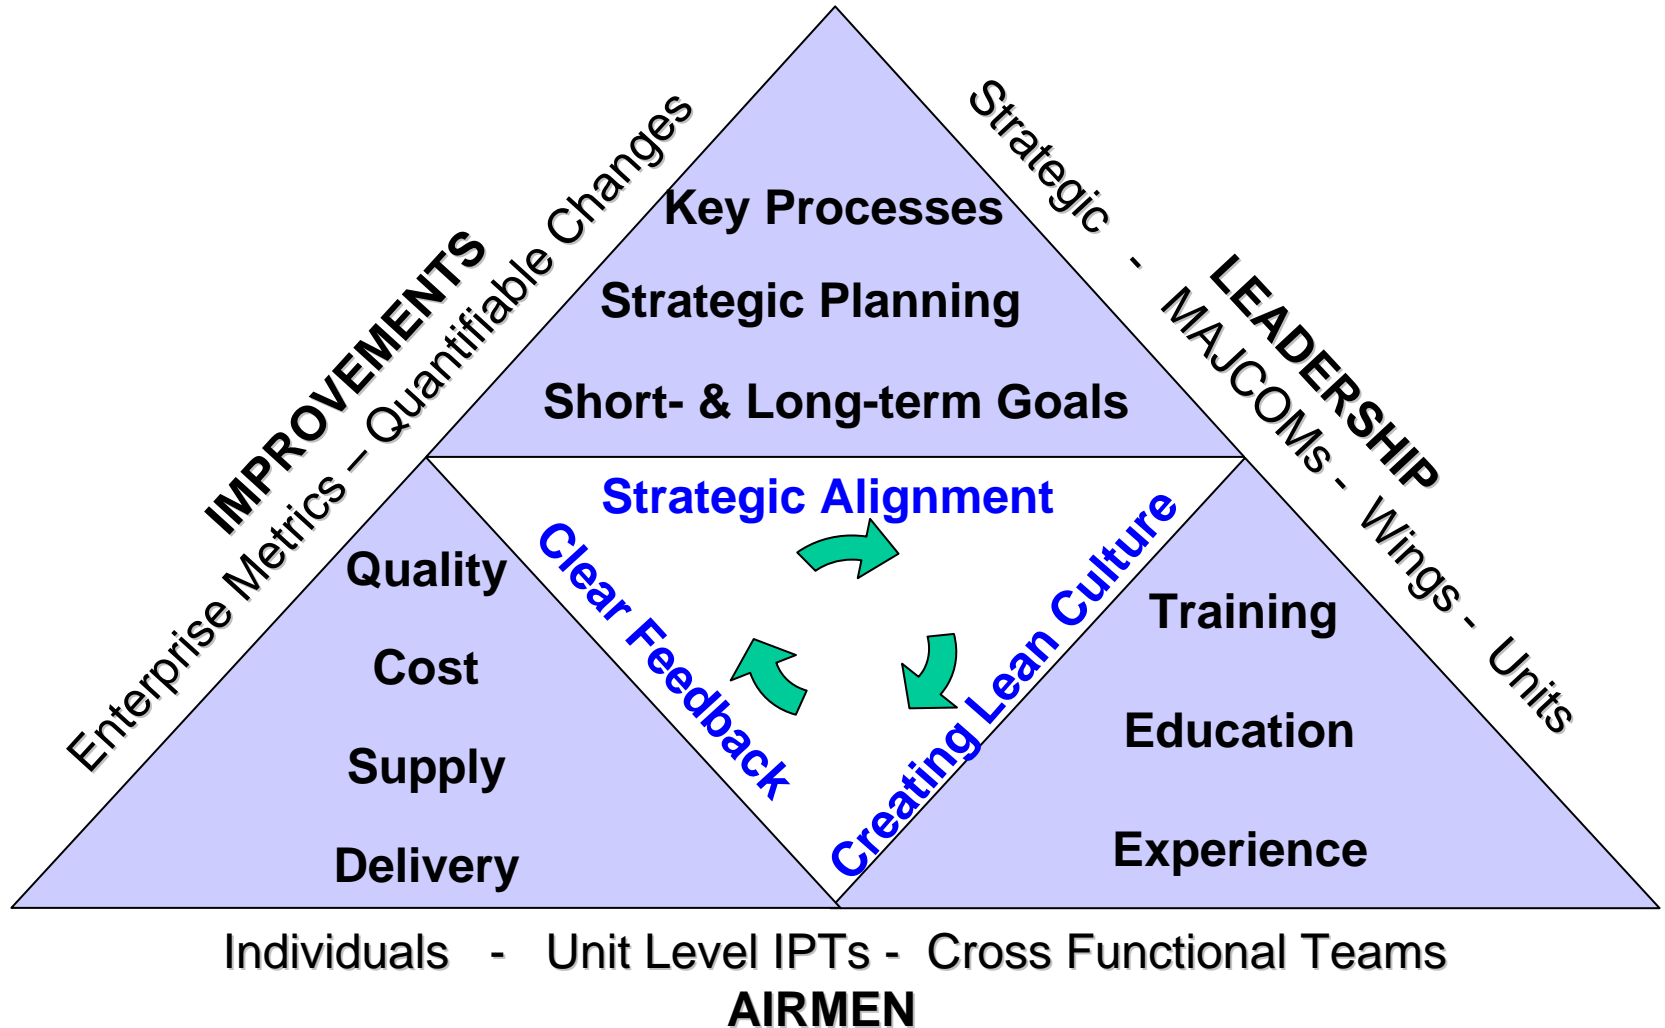 IMPROVEMENTS
Enterprise Metrics – Quantifiable Changes
Strategic - MAJCOMs - Wings - Units
LEADERSHIP
Key Processes
Strategic Planning
Short- & Long-term Goals
Strategic Alignment
Clear Feedback
Creating Lean Culture
Quality
Cost
Supply
Delivery
Training
Education
Experience
Individuals - Unit Level IPTs - Cross Functional Teams
AIRMEN